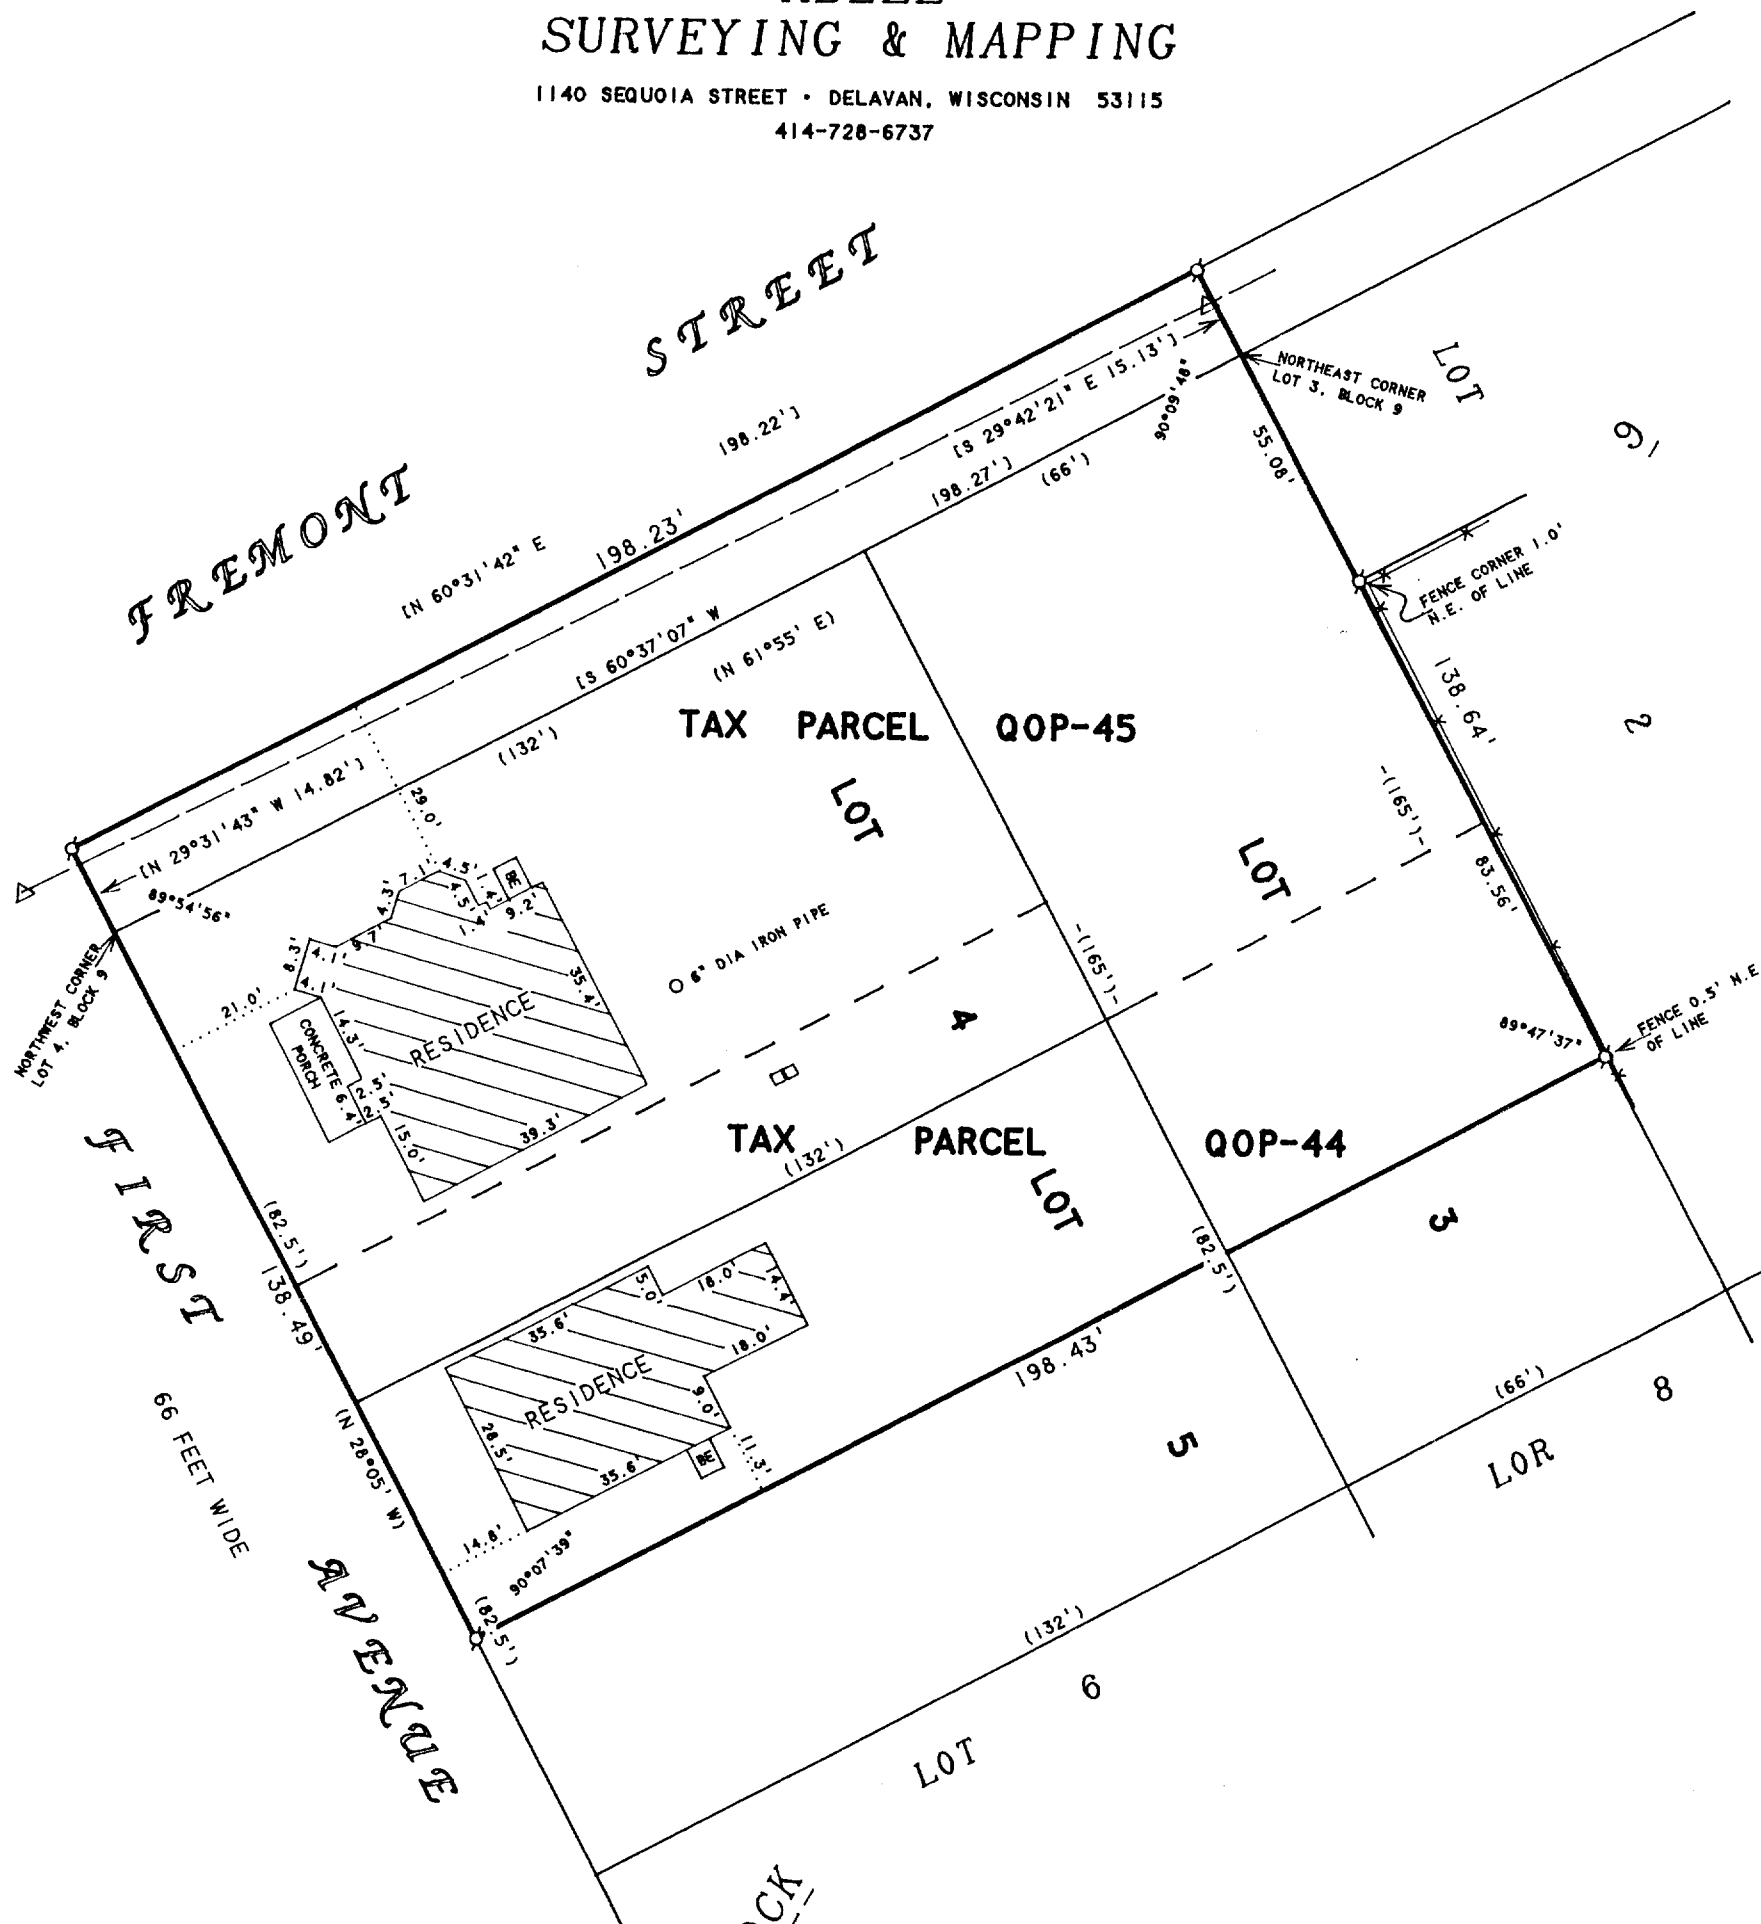 SURVEYING & MAPPING
1140 SEQUOIA STREET • DELAVAN, WISCONSIN 53115
414-728-6737
FREMONT STREET
[N 60°31'42" E
198.22']
198.23'
[S 29°42'21" E 15.13']
[S 60°37'07" W
198.27']
(66')
(N 61°55' E)
(132')
90°09'48"
NORTHEAST CORNER
LOT 3, BLOCK 9
LOT
2
55.08'
FENCE CORNER 1.0'
N.E. OF LINE
138.64'
-(165')-
83.56'
89°47'37"
FENCE 0.5' N.E
OF LINE
TAX PARCEL QOP-45
LOT
4
LOT
3
[N 29°31'43" W 14.82']
89°54'56"
NORTHWEST CORNER
LOT 4, BLOCK 9
29.0'
21.0'
8.3'
4.1'
4.1'
9.7'
4.3'
7.1'
4.5'
4.5'
1.4'
1.4'
BE
9.2'
35.4'
14.3'
RESIDENCE
CONCRETE
PORCH
6.4'
2.5'
2.5'
15.0'
39.3'
6" DIA IRON PIPE
-(165')-
TAX PARCEL QOP-44
(132')
LOT
5
FIRST AVENUE
66 FEET WIDE
(82.5')
138.49'
(N 28°05' W)
35.6'
5.0'
18.0'
14.4'
18.0'
RESIDENCE
9.0'
28.5'
35.6'
BE
11.3'
14.8'
90°07'39"
(82.5')
198.43'
(82.5')
(66')
LOR
8
(132')
LOT
6